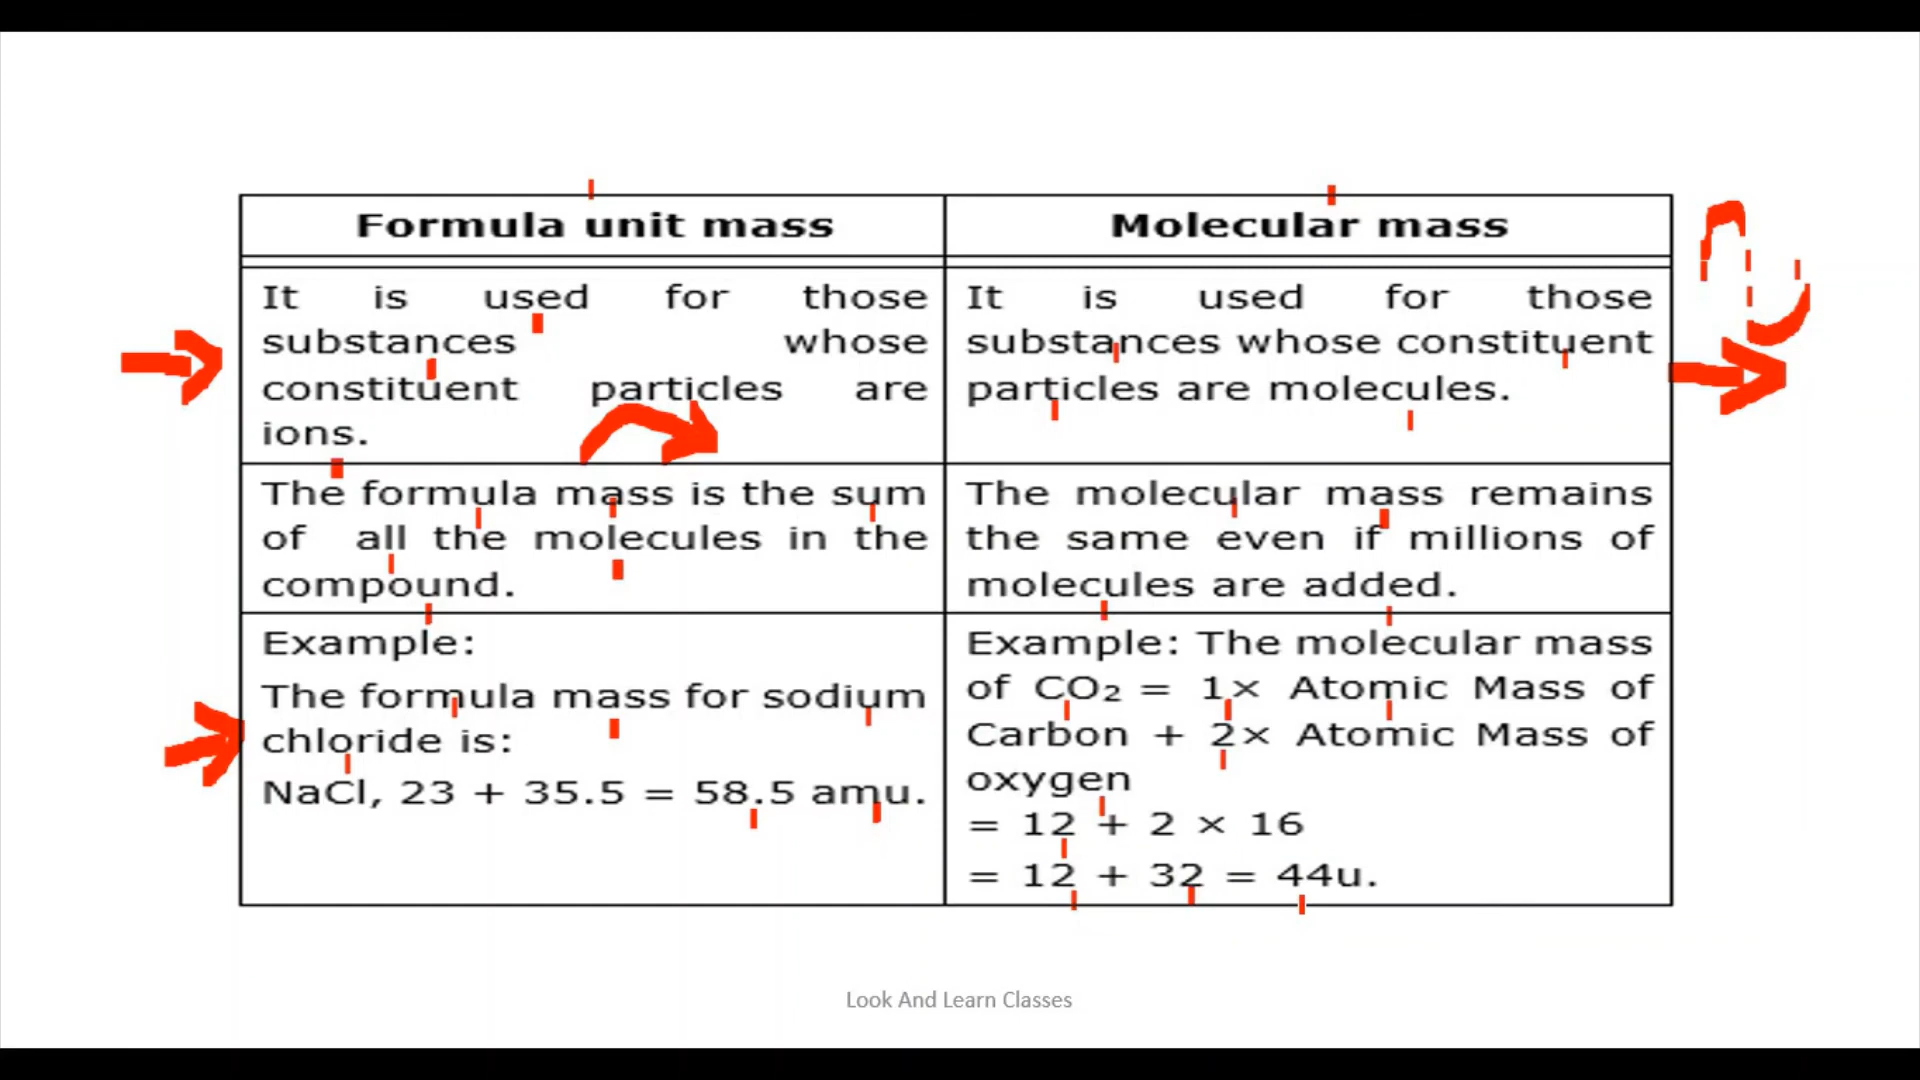 Formula unit mass
It is used for those
substances whose
constituent particles are
ions.
The formula mass is the sum
of all the molecules in the
compound.
Example:
The formula mass for sodium
chloride is:
NaCl, 23 + 35.5 = 58.5 amu.
Molecular mass
It is used for those
substances whose constituent
particles are molecules.
The molecular mass remains
the same even if millions of
molecules are added.
Example: The molecular mass
of CO₂ = 1× Atomic Mass of
Carbon + 2× Atomic Mass of
oxygen
= 12 + 2 × 16
= 12 + 32 = 44u.
Look And Learn Classes